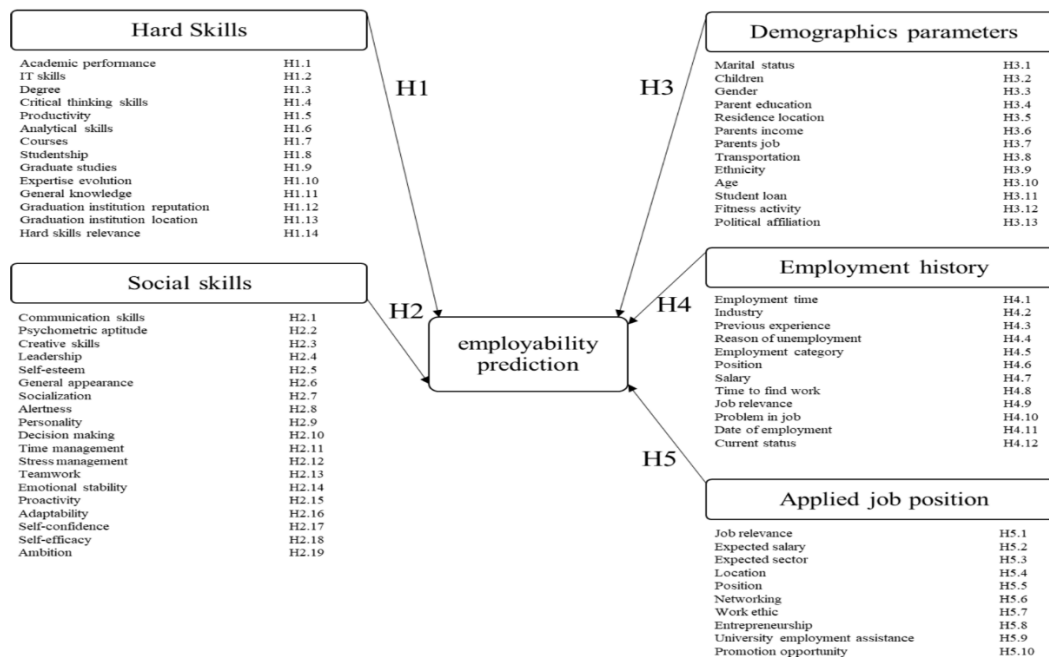 Hard Skills
Academic performance H1.1
IT skills H1.2
Degree H1.3
Critical thinking skills H1.4
Productivity H1.5
Analytical skills H1.6
Courses H1.7
Studentship H1.8
Graduate studies H1.9
Expertise evolution H1.10
General knowledge H1.11
Graduation institution reputation H1.12
Graduation institution location H1.13
Hard skills relevance H1.14
Social skills
Communication skills H2.1
Psychometric aptitude H2.2
Creative skills H2.3
Leadership H2.4
Self-esteem H2.5
General appearance H2.6
Socialization H2.7
Alertness H2.8
Personality H2.9
Decision making H2.10
Time management H2.11
Stress management H2.12
Teamwork H2.13
Emotional stability H2.14
Proactivity H2.15
Adaptability H2.16
Self-confidence H2.17
Self-efficacy H2.18
Ambition H2.19
H1
H2
employability
prediction
H3
H4
H5
Demographics parameters
Marital status H3.1
Children H3.2
Gender H3.3
Parent education H3.4
Residence location H3.5
Parents income H3.6
Parents job H3.7
Transportation H3.8
Ethnicity H3.9
Age H3.10
Student loan H3.11
Fitness activity H3.12
Political affiliation H3.13
Employment history
Employment time H4.1
Industry H4.2
Previous experience H4.3
Reason of unemployment H4.4
Employment category H4.5
Position H4.6
Salary H4.7
Time to find work H4.8
Job relevance H4.9
Problem in job H4.10
Date of employment H4.11
Current status H4.12
Applied job position
Job relevance H5.1
Expected salary H5.2
Expected sector H5.3
Location H5.4
Position H5.5
Networking H5.6
Work ethic H5.7
Entrepreneurship H5.8
University employment assistance H5.9
Promotion opportunity H5.10